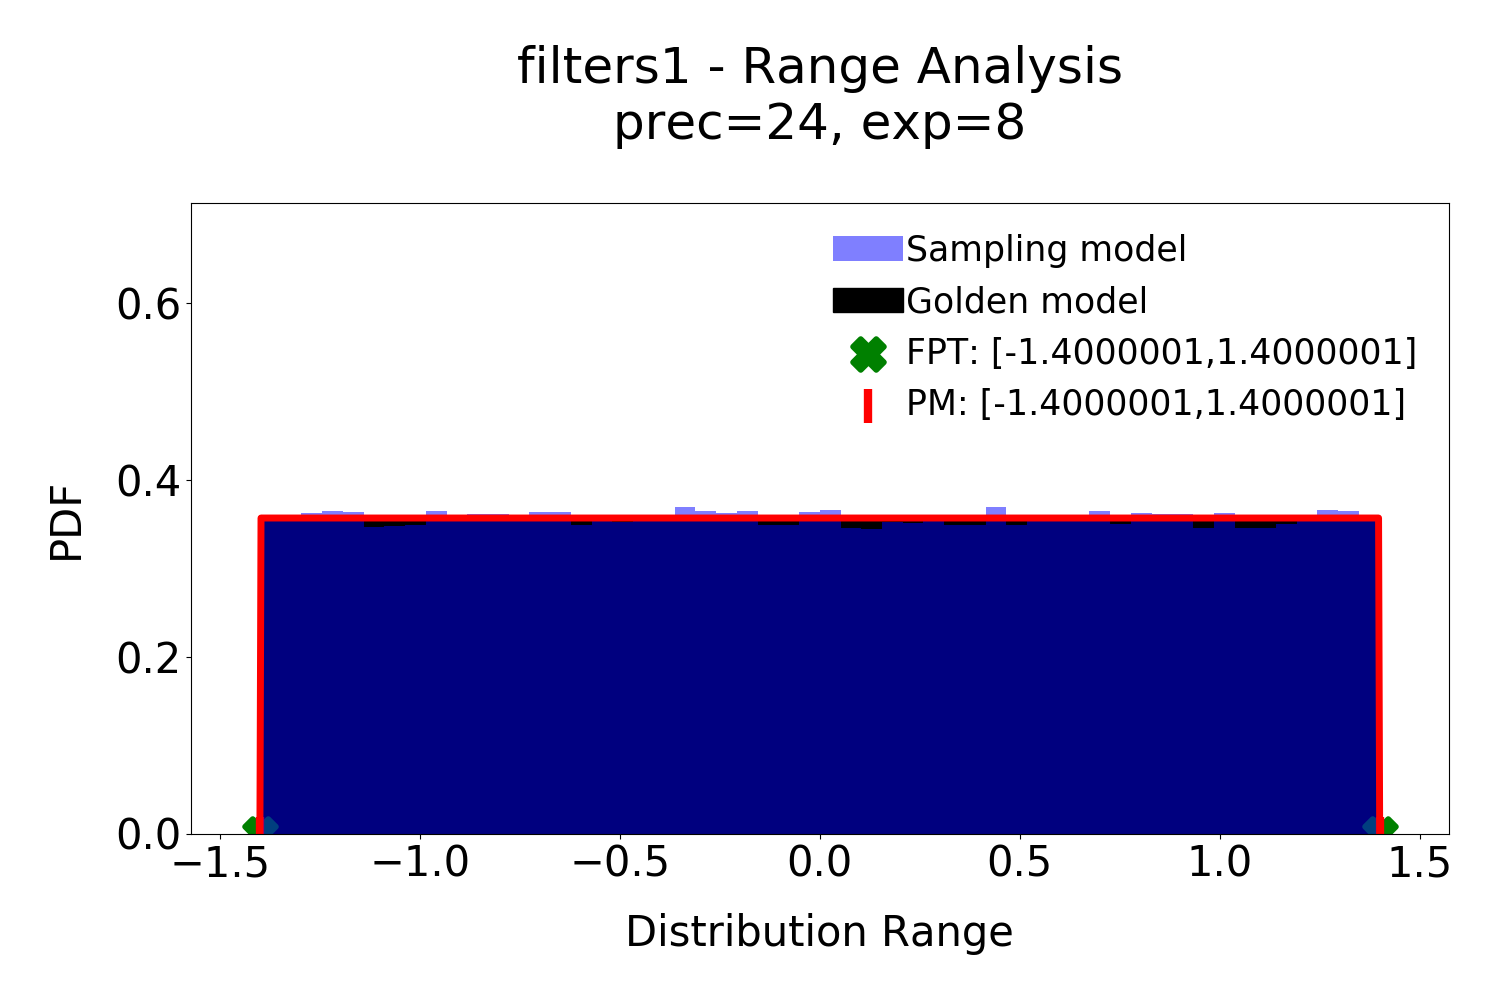 filters1 - Range Analysis
prec=24, exp=8
Sampling model
Golden model
FPT: [-1.4000001,1.4000001]
PM: [-1.4000001,1.4000001]
PDF
0.6
0.4
0.2
0.0
−1.5 −1.0 −0.5 0.0 0.5 1.0 1.5
Distribution Range